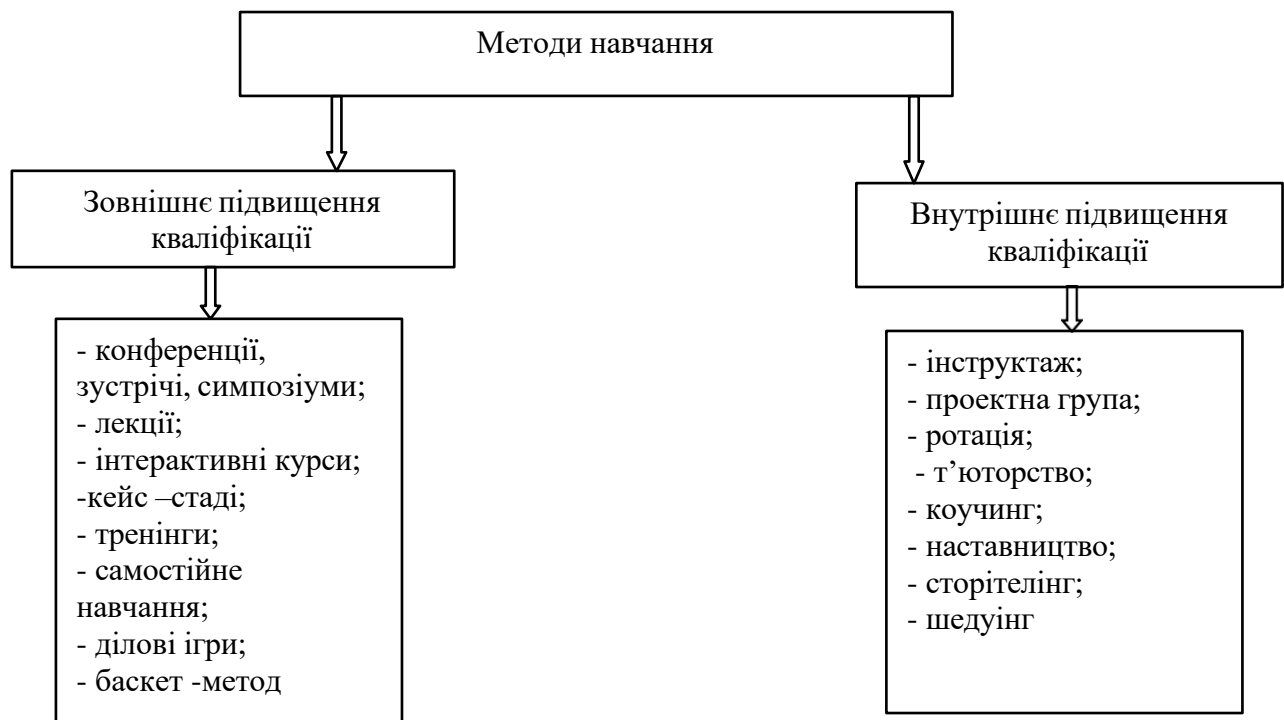 Методи навчання
Зовнішнє підвищення
кваліфікації
Внутрішнє підвищення
кваліфікації
- конференції,
зустрічі, симпозіуми;
- лекції;
- інтерактивні курси;
-кейс –стаді;
- тренінги;
- самостійне
навчання;
- ділові ігри;
- баскет -метод
- інструктаж;
- проектна група;
- ротація;
- т’юторство;
- коучинг;
- наставництво;
- сторітелінг;
- шедуінг